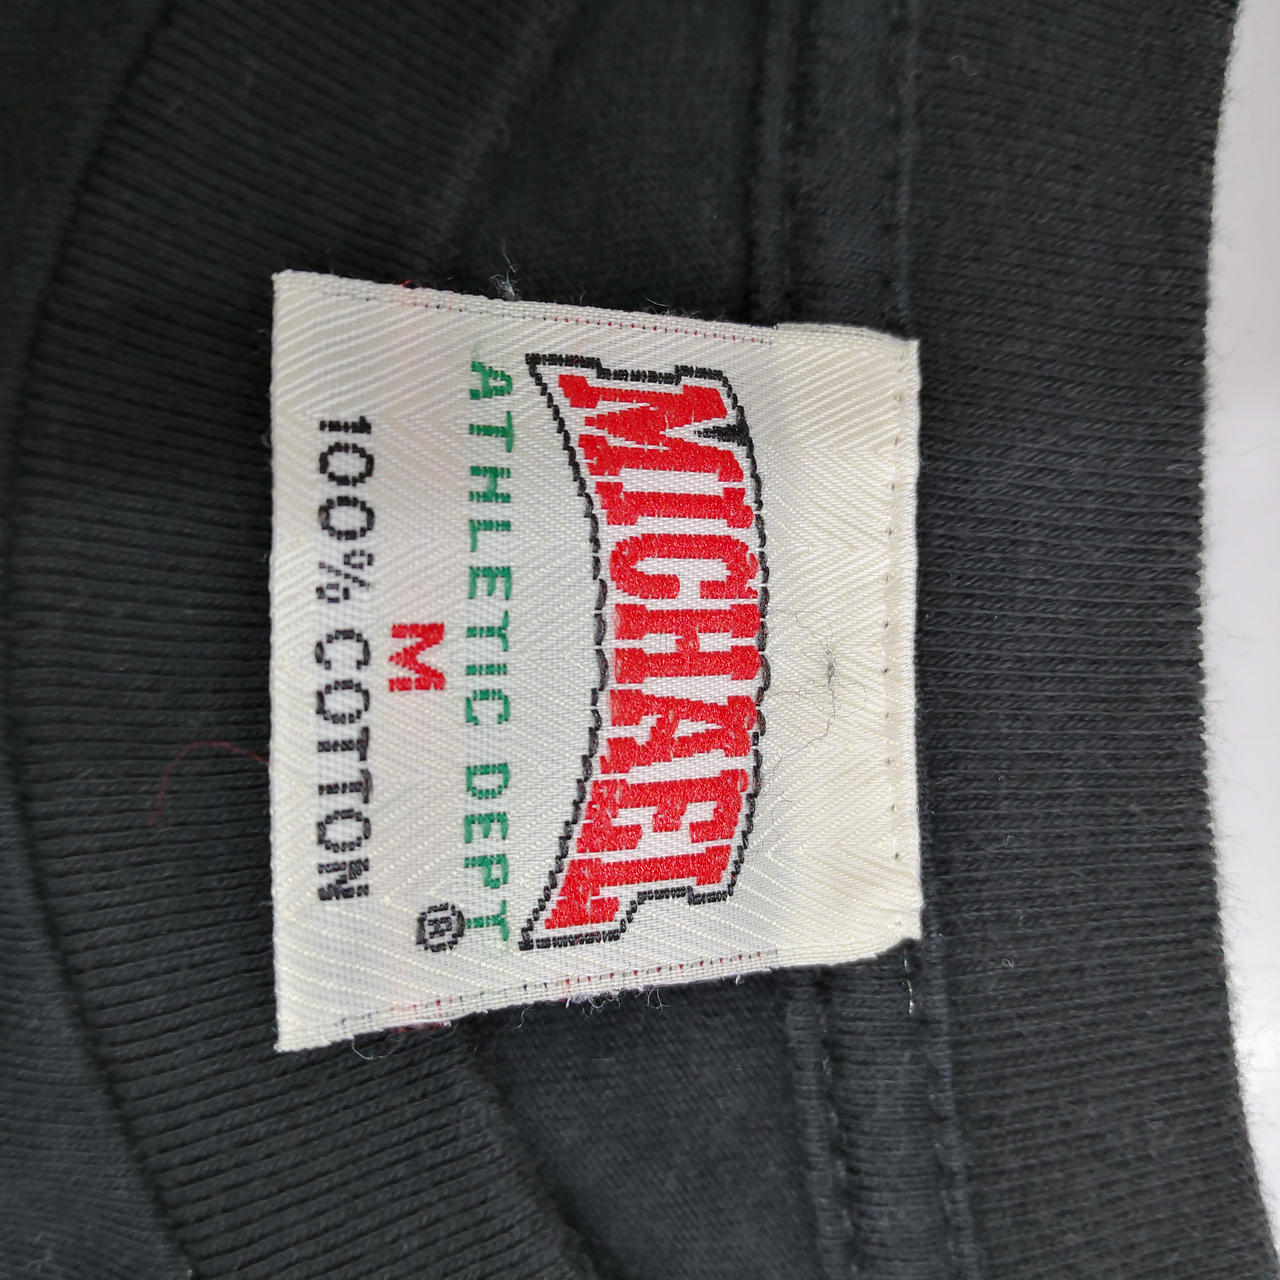 MICHAEL
ATHLETIC DEPT
®
M
100% COTTON